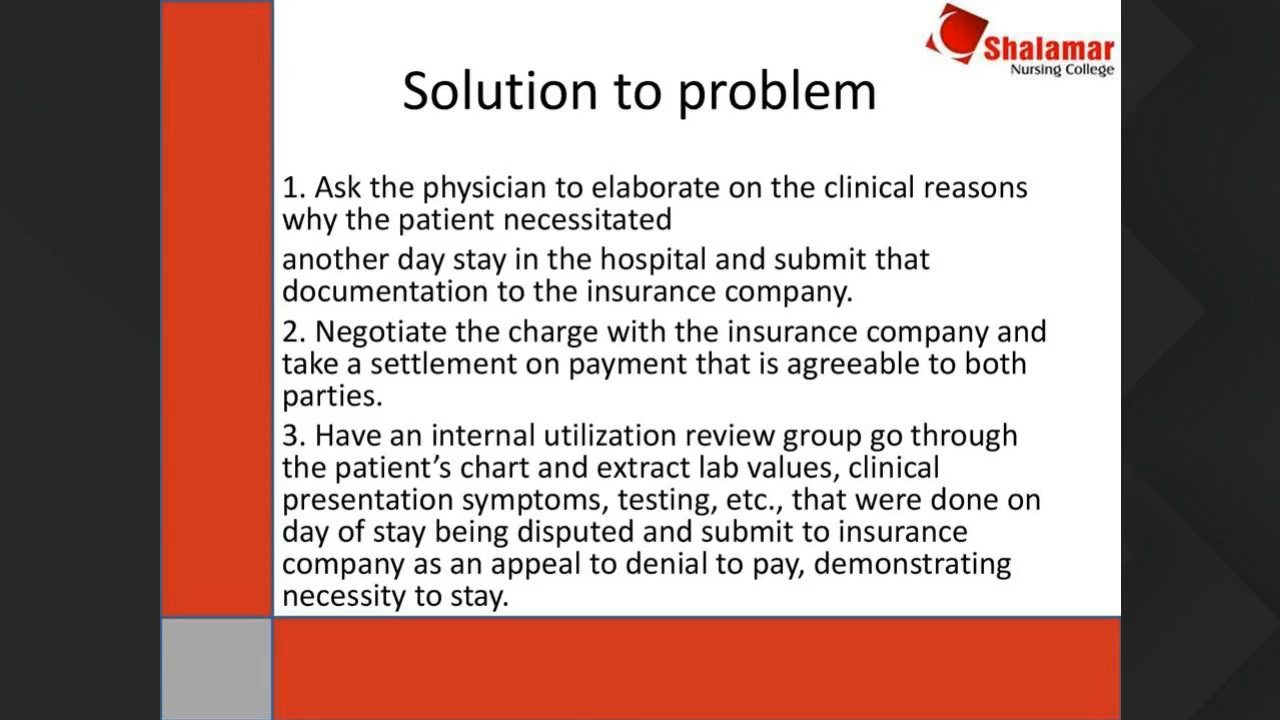 Shalamar
Nursing College
Solution to problem
1. Ask the physician to elaborate on the clinical reasons
why the patient necessitated
another day stay in the hospital and submit that
documentation to the insurance company.
2. Negotiate the charge with the insurance company and
take a settlement on payment that is agreeable to both
parties.
3. Have an internal utilization review group go through
the patient’s chart and extract lab values, clinical
presentation symptoms, testing, etc., that were done on
day of stay being disputed and submit to insurance
company as an appeal to denial to pay, demonstrating
necessity to stay.